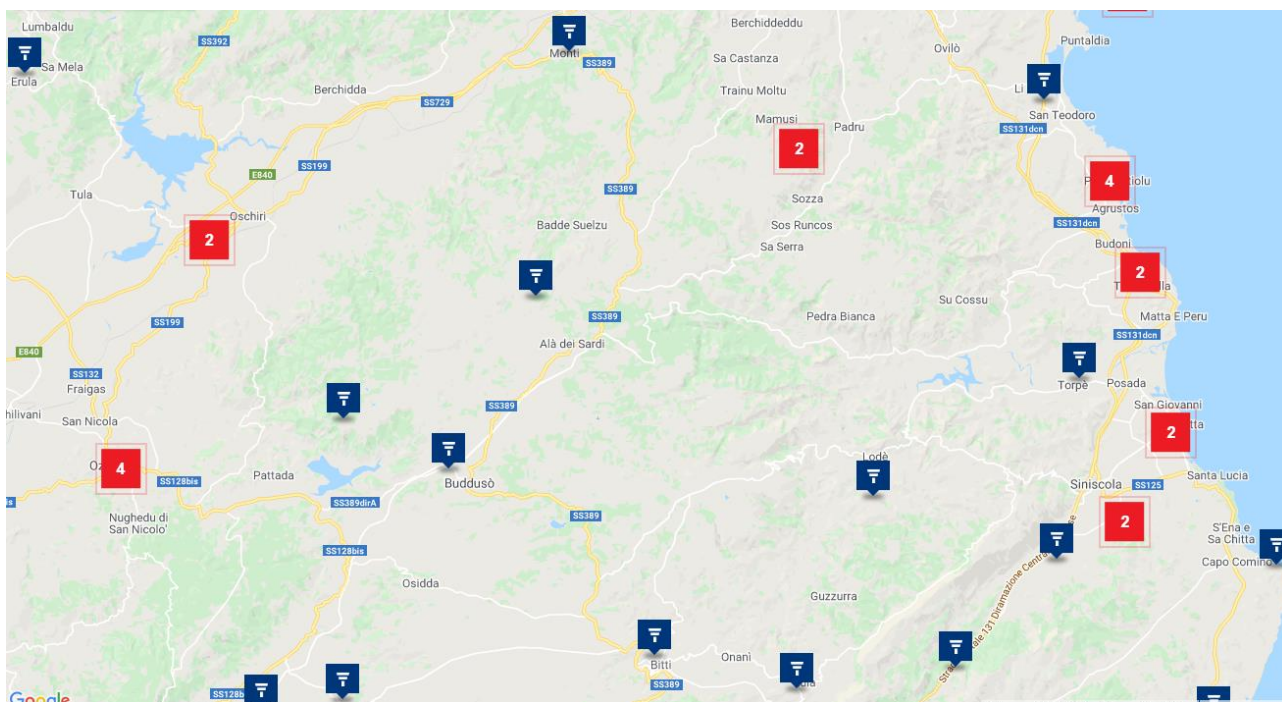 Lumbaldu
Berchiddeddu
Puntaldia
SS392
Ovilò
Monti
Sa Mela
SS389
Sa Castanza
Erula
Berchidda
Trainu Moltu
Li
SS729
San Teodoro
Mamusi
Padru
SS131dcn
2
SS199
E840
4
SS389
Tula
Sozza
Agrustos
Oschiri
Badde Suelzu
Sos Runcos
SS131dcn
2
Sa Serra
Budoni
2
Su Cossu
Pedra Bianca
Matta E Peru
SS199
SS389
SS131dcn
Alà dei Sardi
E840
SS132
Torpè
Posada
Fraigas
SS389
San Giovanni
hilivani
San Nicola
2
Lodè
4
Pattada
SS128bis
Buddusò
Siniscola
SS125
Santa Lucia
SS389dirA
Nughedu di
San Nicolo'
SS389
2
S'Ena e
Sa Chitta
SS128bis
Capo Comino
Osidda
Guzzurra
Onanì
Bitti
SS389
Google